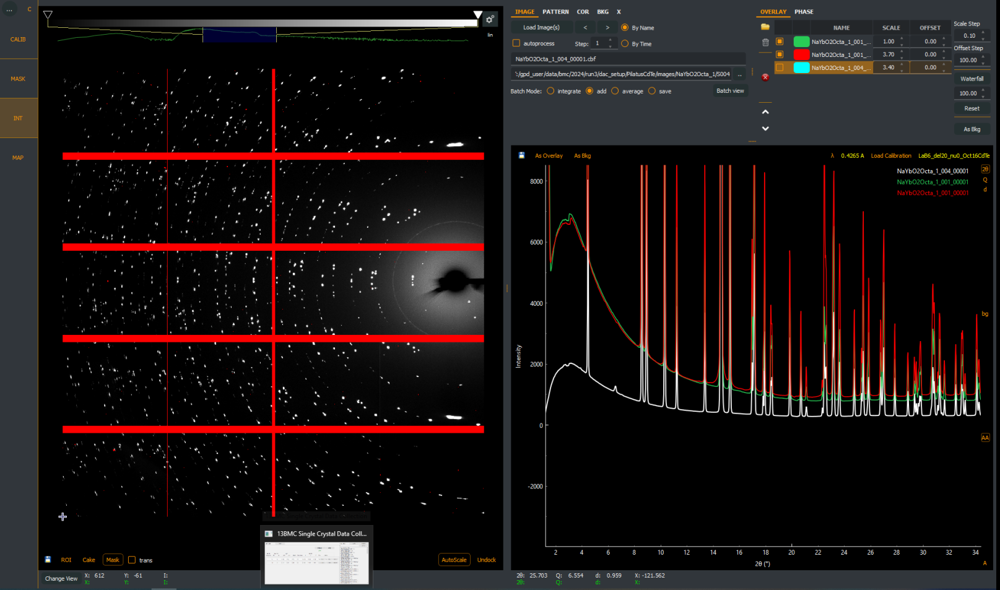 ...
C
CALIB
MASK
INT
MAP
lin
IMAGE PATTERN COR BKG X
Load Image(s) < > By Name
autoprocess Step: 1 By Time
NaYbO2Octa_1_004_00001.cbf
:/gpd_user/data/bmc/2024/run3/dac_setup/PilatusCdTe/images/NaYbO2Octa_1/S004 ..
Batch Mode: integrate add average save Batch view
OVERLAY PHASE
NAME SCALE OFFSET
NaYbO2Octa_1_001_... 1.00 0.00
NaYbO2Octa_1_001_... 3.70 0.00
NaYbO2Octa_1_004_... 3.40 0.00
Scale Step
0.10
Offset Step
100.00
Waterfall
100.00
Reset
As Bkg
As Overlay As Bkg λ 0.4265 A Load Calibration LaB6_del20_nu0_Oct16CdTe
NaYbO2Octa_1_004_00001
NaYbO2Octa_1_001_00001
NaYbO2Octa_1_001_00001
2θ
Q
d
bg
AA
A
Intensity
8000
6000
4000
2000
0
-2000
2 4 6 8 10 12 14 16 18 20 22 24 26 28 30 32 34
2θ (°)
13BMC Single Crystal Data Coll...
ROI Cake Mask trans AutoScale Undock
Change View X: 612 Y: -61 I:
X: Y: I:
2θ: 25.703 Q: 6.554 d: 0.959 X: -121.562
2θ: Q: d: X: